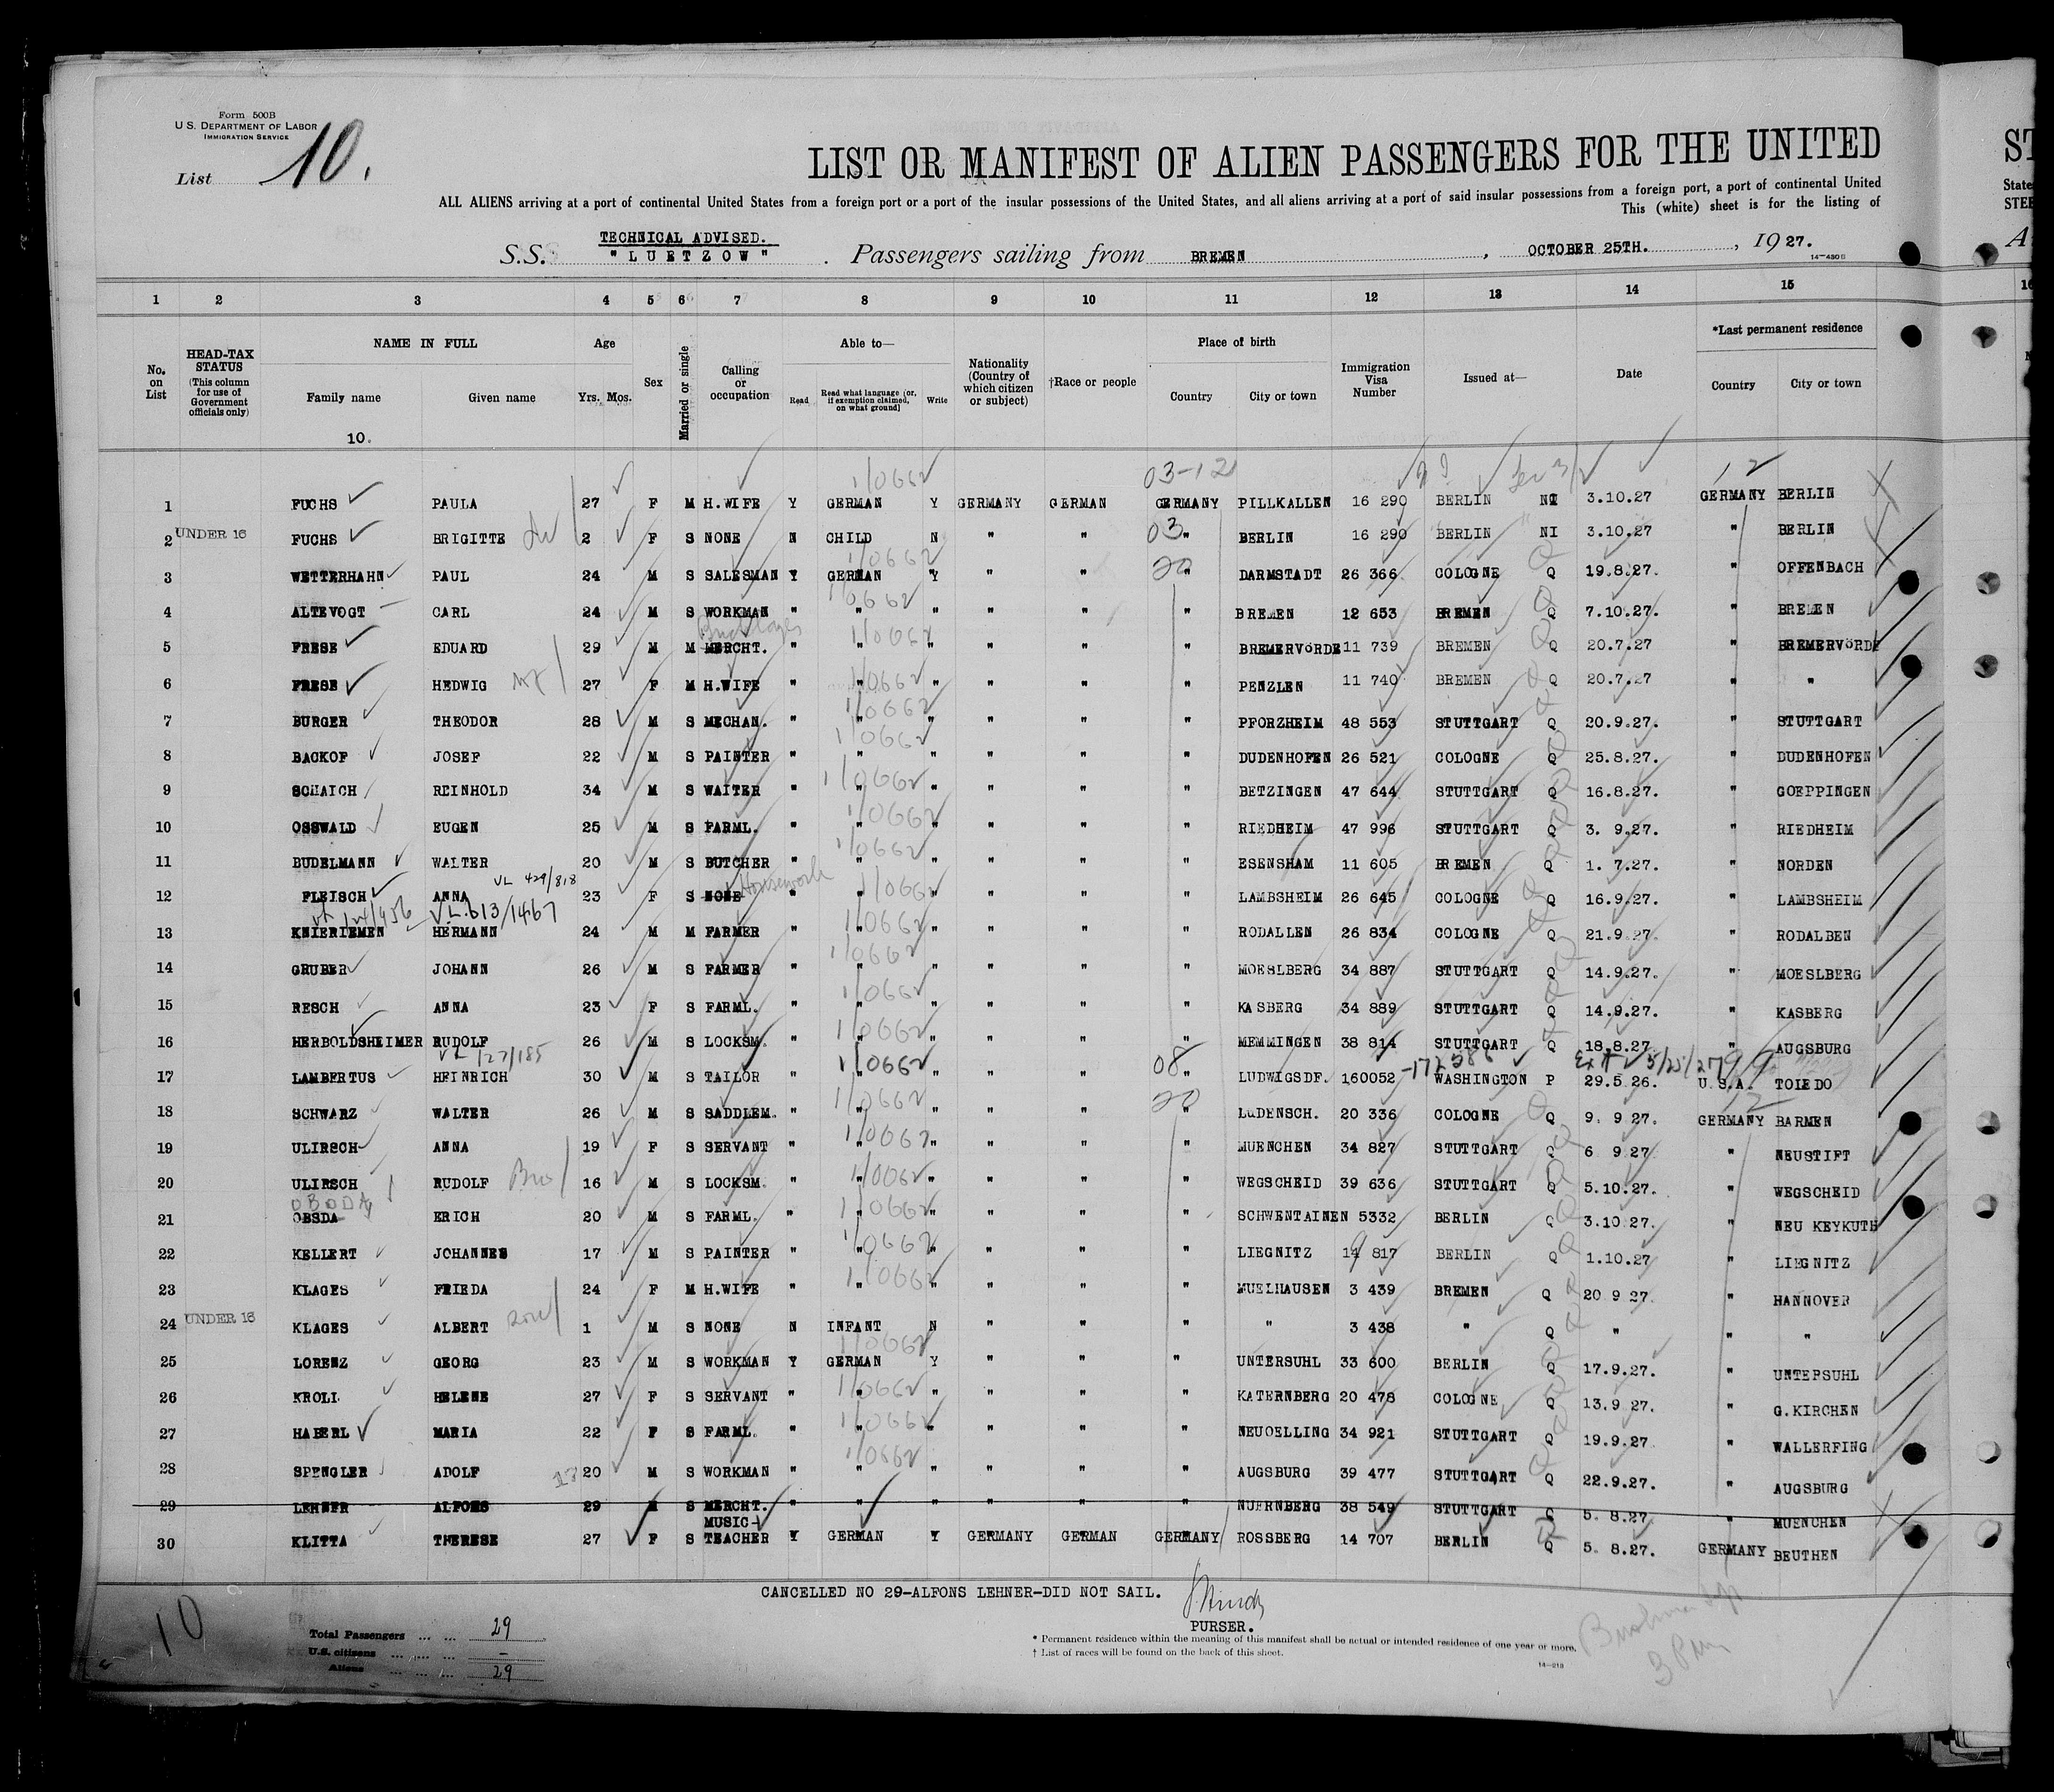 Form 500B
U. S. DEPARTMENT OF LABOR
IMMIGRATION SERVICE
List 10.
LIST OR MANIFEST OF ALIEN PASSENGERS FOR THE UNITED
ALL ALIENS arriving at a port of continental United States from a foreign port or a port of the insular possessions of the United States, and all aliens arriving at a port of said insular possessions from a foreign port, a port of continental United
This (white) sheet is for the listing of
TECHNICAL ADVISED.
S.S. "LUETZOW". Passengers sailing from BREMEN, OCTOBER 25TH., 1927.
1 2 3 4 5 6 7 8 9 10 11 12 13 14 15
No. on List
HEAD-TAX STATUS (This column for use of Government officials only)
NAME IN FULL
Family name Given name
10.
Age
Yrs. Mos.
Sex
Married or single
Calling or occupation
Able to—
Read
Read what language (or, if exemption claimed, on what ground)
Write
Nationality (Country of which citizen or subject)
†Race or people
Place of birth
Country City or town
Immigration Visa Number
Issued at—
Date
*Last permanent residence
Country City or town
03-12 12
1 FUCHS PAULA 27 F M H.WIFE Y GERMAN Y GERMANY GERMAN GERMANY PILLKALLEN 16 290 BERLIN NI 3.10.27 GERMANY BERLIN
2 UNDER 16 FUCHS BRIGITTE 2 F S NONE N CHILD N " " 03 " BERLIN 16 290 BERLIN NI 3.10.27 " BERLIN
3 WETTERHAHN PAUL 24 M S SALESMAN Y GERMAN "Y " " 20 " DARMSTADT 26 366 COLOGNE Q 19.8.27. " OFFENBACH
4 ALTEVOGT CARL 24 M S WORKMAN " " " " " " BREMEN 12 653 BREMEN Q 7.10.27. " BREMEN
5 FRESE EDUARD 29 M M MERCHT. " " " " " " BREMERVöRDE 11 739 BREMEN Q 20.7.27 " BREMERVöRDE
6 FRESE HEDWIG 27 F M H.WIFE " " " " " " PENZLEN 11 740 BREMEN Q 20.7.27 " "
7 BURGER THEODOR 28 M S MECHAN. " " " " " " PFORZHEIM 48 553 STUTTGART Q 20.9.27. " STUTTGART
8 BACKOF JOSEF 22 M S PAINTER " " " " " " DUDENHOFEN 26 521 COLOGNE Q 25.8.27. " DUDENHOFEN
9 SCHAICH REINHOLD 34 M S WAITER " " " " " " BETZINGEN 47 644 STUTTGART Q 16.8.27. " GOEPPINGEN
10 OSSWALD EUGEN 25 M S FARML. " " " " " " RIEDHEIM 47 996 STUTTGART Q 3. 9.27. " RIEDHEIM
11 BUDELMANN WALTER 20 M S BUTCHER " " " " " " ESENSHAM 11 605 BREMEN Q 1. 7.27. " NORDEN
VL 429/818 Housework
12 FLEISCH ANNA 23 F S NONE " " " " " " LAMBSHEIM 26 645 COLOGNE Q 16.9.27. " LAMBSHEIM
V.L.613/1467
13 KNIERIEMEN HERMANN 24 M M FARMER " " " " " " RODALLEN 26 834 COLOGNE Q 21.9.27. " RODALBEN
14 GRUBER JOHANN 26 M S FARMER " " " " " " MOESLBERG 34 887 STUTTGART Q 14.9.27. " MOESLBERG
15 RESCH ANNA 23 F S FARML. " " " " " " KASBERG 34 889 STUTTGART Q 14.9.27. " KASBERG
16 HERBOLDSHEIMER RUDOLF 26 M S LOCKSM. " " " " " " MEMMINGEN 38 814 STUTTGART Q 18.8.27. " AUGSBURG
VL 127/185 08 5/25/27 99
17 LAMBERTUS HEINRICH 30 M S TAILOR " " " " " " LUDWIGSDF. 160052 WASHINGTON P 29.5.26. U.S.A. TOLEDO
18 SCHWARZ WALTER 26 M S SADDLEM. " " " " " 20 " LüDENSCH. 20 336 COLOGNE Q 9. 9.27. GERMANY BARMEN
19 ULIRSCH ANNA 19 F S SERVANT " " " " " " MUENCHEN 34 827 STUTTGART Q 6 9 27 " NEUSTIFT
20 ULIRSCH RUDOLF Bro 16 M S LOCKSM. " " " " " " WEGSCHEID 39 636 STUTTGART Q 5.10.27. " WEGSCHEID
OBODA
21 OBSDA ERICH 20 M S FARML. " " " " " " SCHWENTAINEN 5332 BERLIN Q 3.10.27. " NEU KEYKUTH
22 KELLERT JOHANNES 17 M S PAINTER " " " " " " LIEGNITZ 19 817 BERLIN Q 1.10.27 " LIEGNITZ
23 KLAGES FRIEDA 24 F M H.WIFE " " " " " " MUELHAUSEN 3 439 BREMEN Q 20 9 27. " HANNOVER
24 UNDER 16 KLAGES ALBERT son 1 M S NONE N INFANT N " " " " 3 438 " Q " " "
25 LORENZ GEORG 23 M S WORKMAN Y GERMAN Y " " " UNTERSUHL 33 600 BERLIN Q 17.9.27. " UNTERSUHL
26 KROLL HELENE 27 F S SERVANT " " " " " " KATERNBERG 20 478 COLOGNE Q 13.9 27. " G.KIRCHEN
27 HABERL MARIA 22 F S FARML. " " " " " " NEUOELLING 34 921 STUTTGART Q 19.9.27 " WALLERFING
28 SPENGLER ADOLF 20 M S WORKMAN " " " " " " AUGSBURG 39 477 STUTTGART Q 22.9.27. " AUGSBURG
29 LEHNER ALFONS 29 M S MERCHT. " " " " " " NUERNBERG 38 549 STUTTGART Q 5. 8.27. " MUENCHEN
30 KLITTA THERESE 27 F S MUSIC-TEACHER Y GERMAN Y GERMANY GERMAN GERMANY ROSSBERG 14 707 BERLIN Q 5. 8.27. GERMANY BEUTHEN
CANCELLED NO 29-ALFONS LEHNER-DID NOT SAIL.
PURSER.
10
Total Passengers ... ... 29
U.S. citizens ... ... ... –
Aliens ... ... ... 29
* Permanent residence within the meaning of this manifest shall be actual or intended residence of one year or more.
† List of races will be found on the back of this sheet.
3 Pm